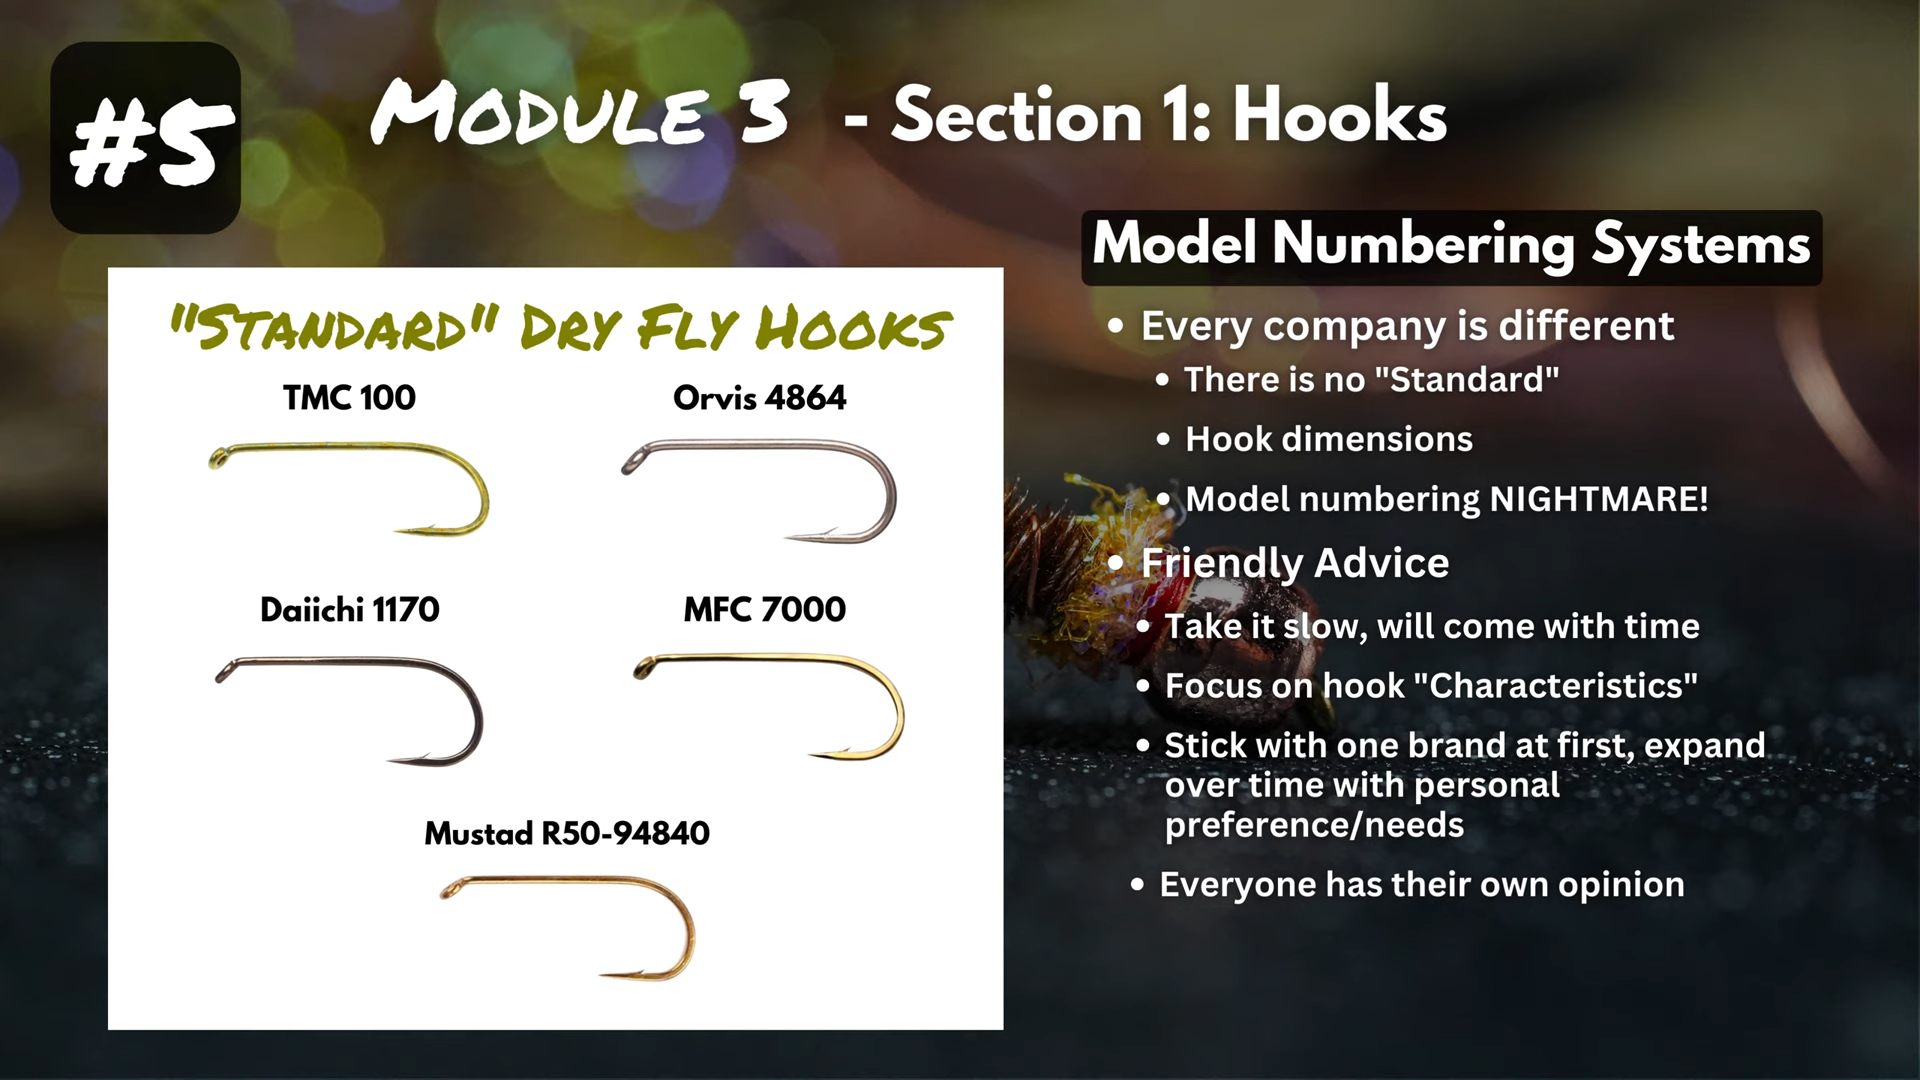 #5
Module 3 - Section 1: Hooks
"Standard" Dry Fly Hooks
TMC 100
Orvis 4864
Daiichi 1170
MFC 7000
Mustad R50-94840
Model Numbering Systems
• Every company is different
• There is no "Standard"
• Hook dimensions
• Model numbering NIGHTMARE!
• Friendly Advice
• Take it slow, will come with time
• Focus on hook "Characteristics"
• Stick with one brand at first, expand
over time with personal
preference/needs
• Everyone has their own opinion